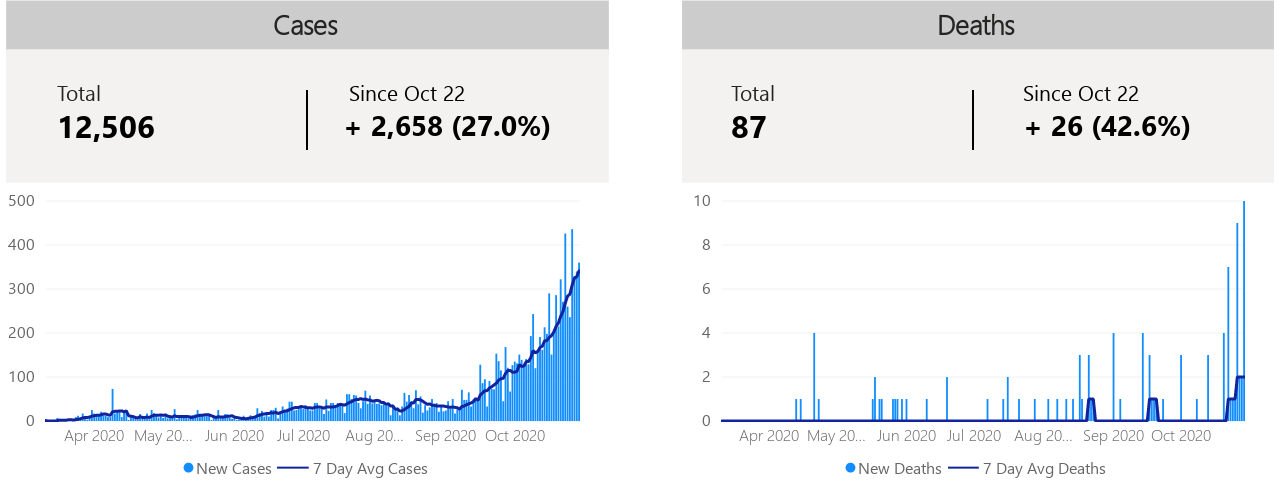 Cases
Total
12,506
Since Oct 22
+ 2,658 (27.0%)
500
400
300
200
100
0
Apr 2020 May 20... Jun 2020 Jul 2020 Aug 20... Sep 2020 Oct 2020
New Cases 7 Day Avg Cases
Deaths
Total
87
Since Oct 22
+ 26 (42.6%)
10
8
6
4
2
0
Apr 2020 May 20... Jun 2020 Jul 2020 Aug 20... Sep 2020 Oct 2020
New Deaths 7 Day Avg Deaths